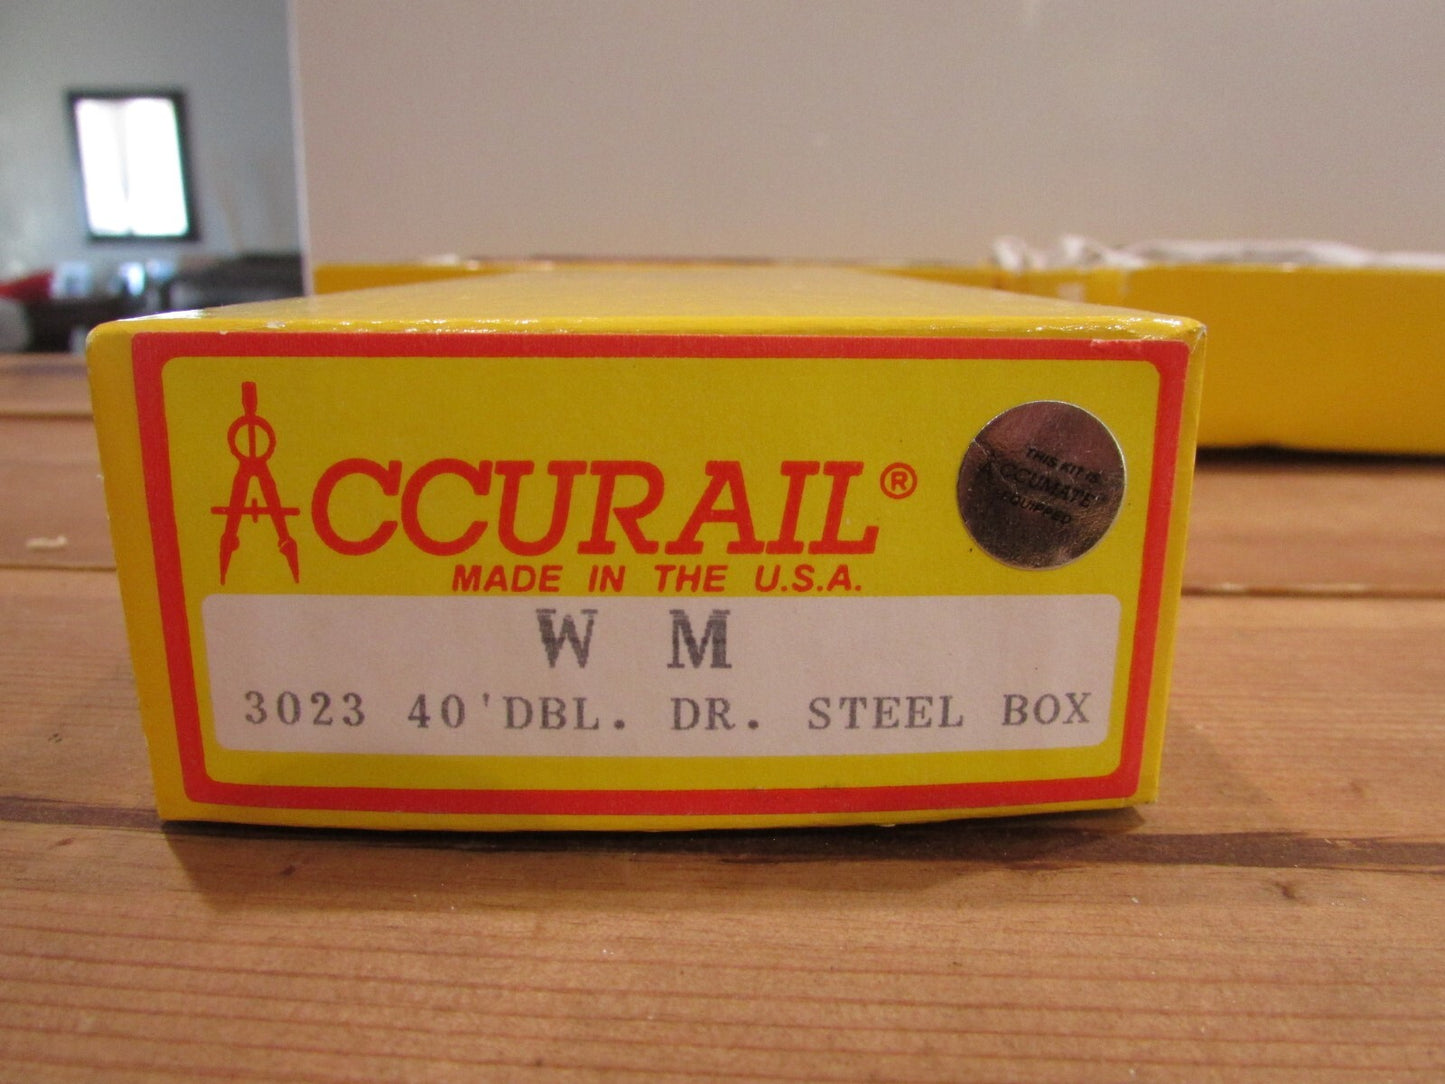 ACCURAIL®
MADE IN THE U.S.A.
THIS KIT IS
ACCUMATE®
EQUIPPED
W M
3023 40'DBL. DR. STEEL BOX